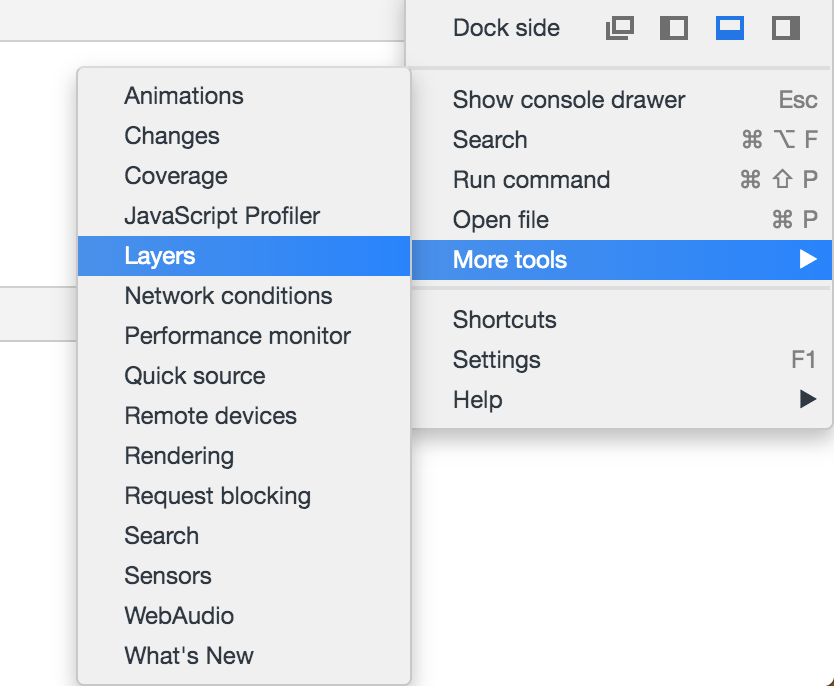 Dock side
Show console drawer Esc
Search ⌘ ⌥ F
Run command ⌘ ⇧ P
Open file ⌘ P
More tools ▶
Shortcuts
Settings F1
Help ▶
Animations
Changes
Coverage
JavaScript Profiler
Layers
Network conditions
Performance monitor
Quick source
Remote devices
Rendering
Request blocking
Search
Sensors
WebAudio
What's New